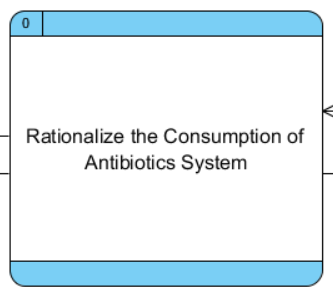 0
Rationalize the Consumption of
Antibiotics System